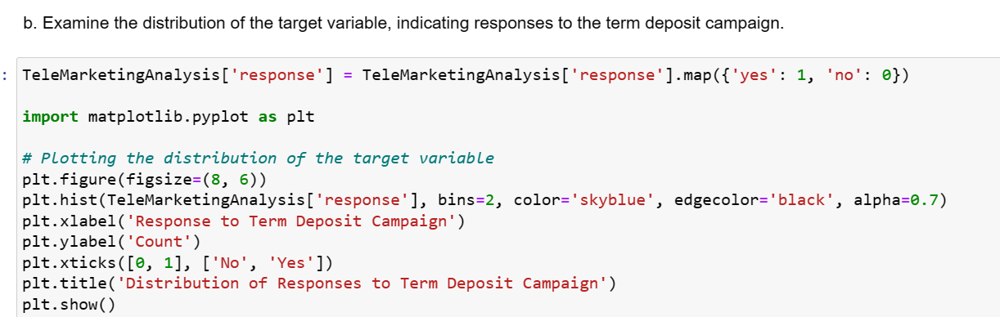 b. Examine the distribution of the target variable, indicating responses to the term deposit campaign.
: TeleMarketingAnalysis['response'] = TeleMarketingAnalysis['response'].map({'yes': 1, 'no': 0})
import matplotlib.pyplot as plt
# Plotting the distribution of the target variable
plt.figure(figsize=(8, 6))
plt.hist(TeleMarketingAnalysis['response'], bins=2, color='skyblue', edgecolor='black', alpha=0.7)
plt.xlabel('Response to Term Deposit Campaign')
plt.ylabel('Count')
plt.xticks([0, 1], ['No', 'Yes'])
plt.title('Distribution of Responses to Term Deposit Campaign')
plt.show()